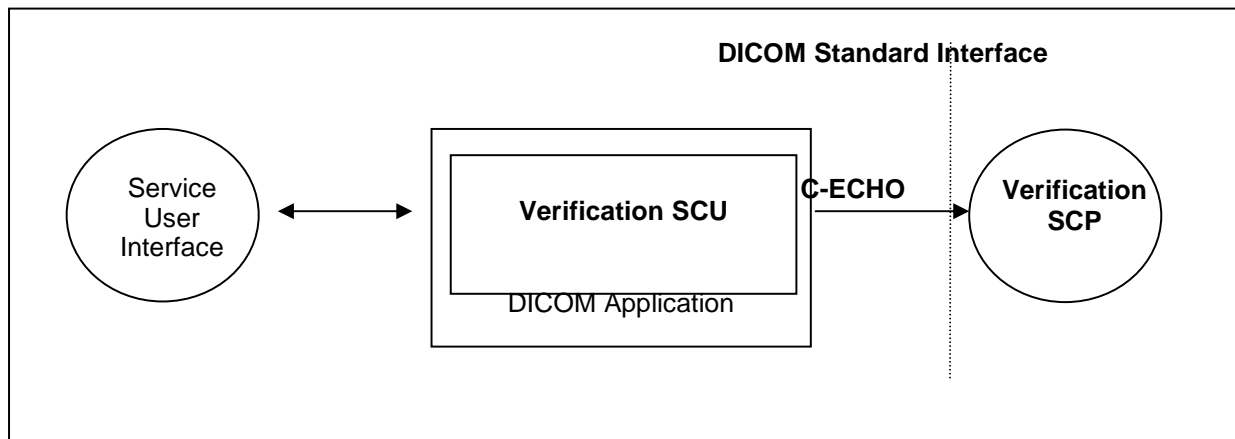 DICOM Standard Interface
Service
User
Interface
Verification SCU
DICOM Application
C-ECHO
Verification
SCP